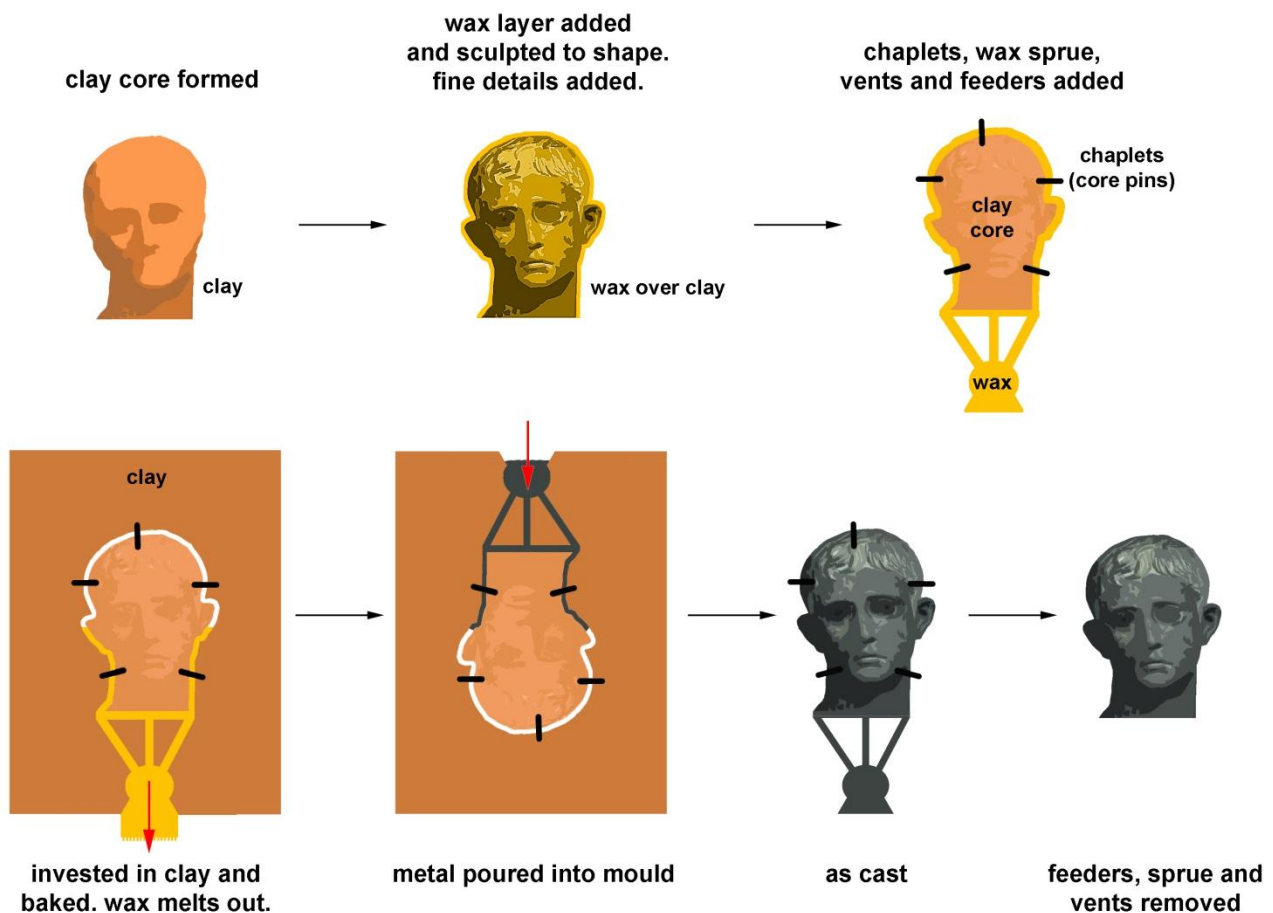 clay core formed
wax layer added
and sculpted to shape.
fine details added.
chaplets, wax sprue,
vents and feeders added
clay
wax over clay
chaplets
(core pins)
clay
core
wax
clay
invested in clay and
baked. wax melts out.
metal poured into mould
as cast
feeders, sprue and
vents removed